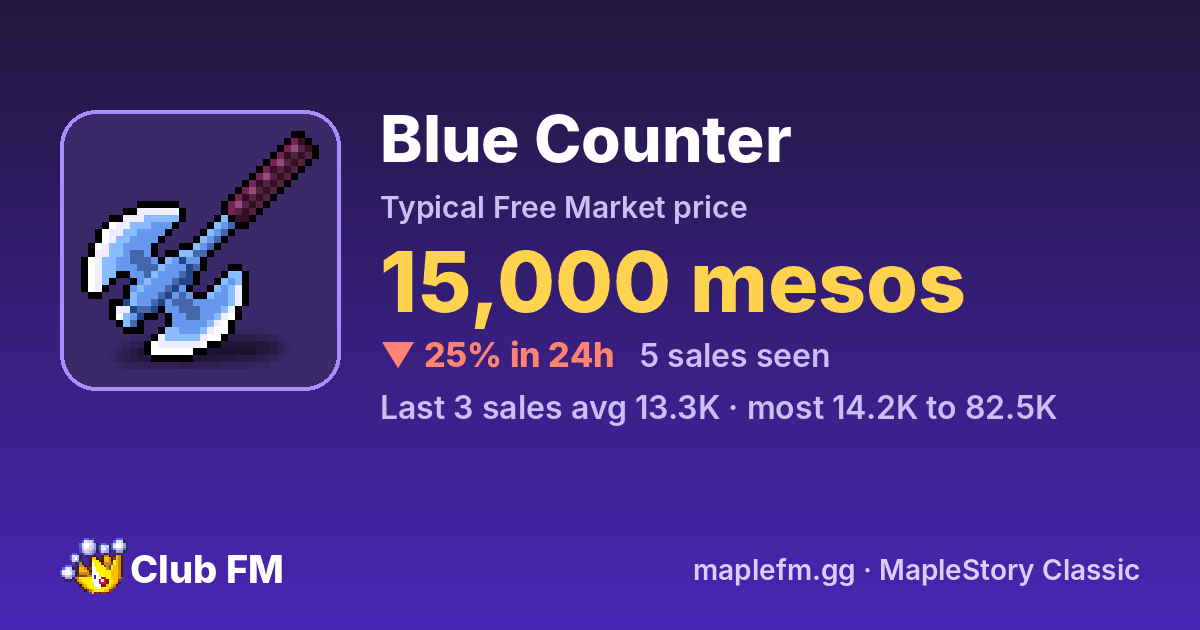 Blue Counter
Typical Free Market price
15,000 mesos
▼ 25% in 24h 5 sales seen
Last 3 sales avg 13.3K · most 14.2K to 82.5K
Club FM
maplefm.gg · MapleStory Classic